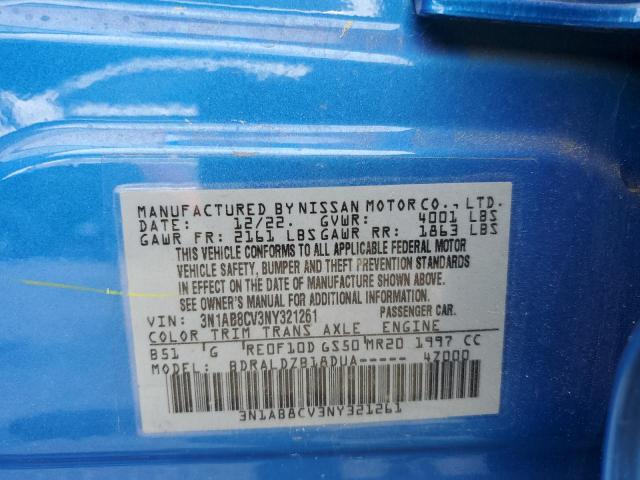 MANUFACTURED BY NISSAN MOTOR CO., LTD.
DATE: 12/22. GVWR: 4001 LBS
GAWR FR: 2161 LBS GAWR RR: 1863 LBS
THIS VEHICLE CONFORMS TO ALL APPLICABLE FEDERAL MOTOR
VEHICLE SAFETY, BUMPER AND THEFT PREVENTION STANDARDS
IN EFFECT ON THE DATE OF MANUFACTURE SHOWN ABOVE.
SEE OWNER'S MANUAL FOR ADDITIONAL INFORMATION.
VIN: 3N1AB8CV3NY321261 PASSENGER CAR.
COLOR TRIM TRANS AXLE ENGINE
B51 G RE0F10D GS50 MR20 1997 CC
MODEL: BDRALDZB18DUA----- 47000
3N1AB8CV3NY321261